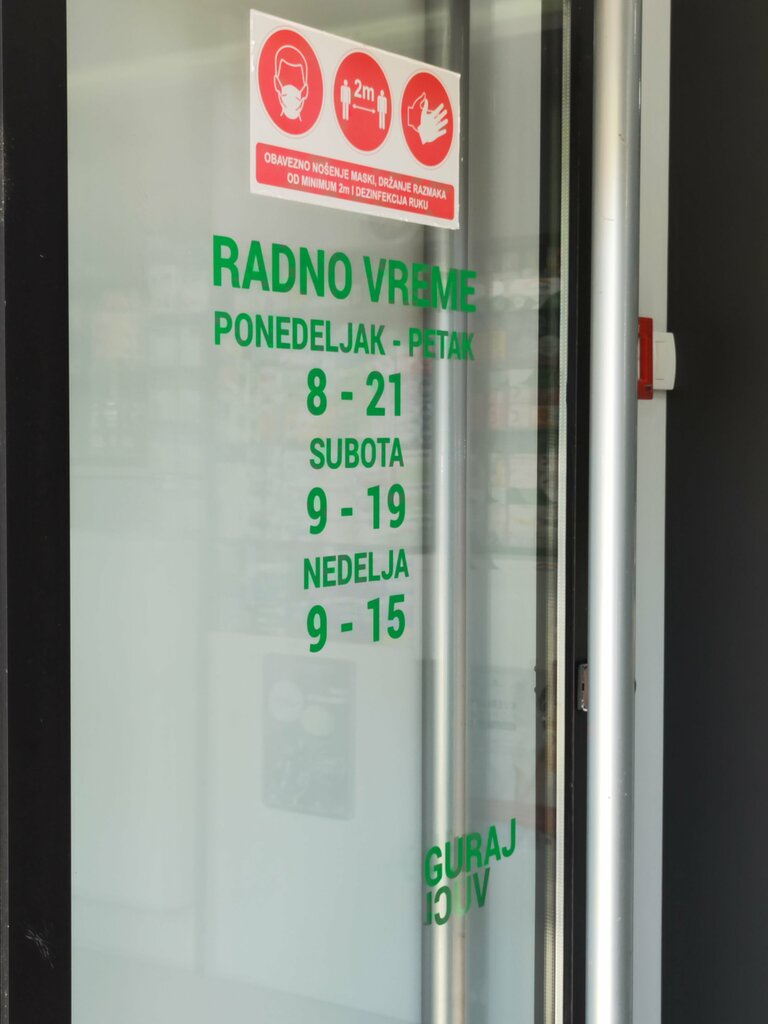 2m
OBAVEZNO NOŠENJE MASKI, DRŽANJE RAZMAKA
OD MINIMUM 2m I DEZINFEKCIJA RUKU
RADNO VREME
PONEDELJAK - PETAK
8 - 21
SUBOTA
9 - 19
NEDELJA
9 - 15
GURAJ
VUCI